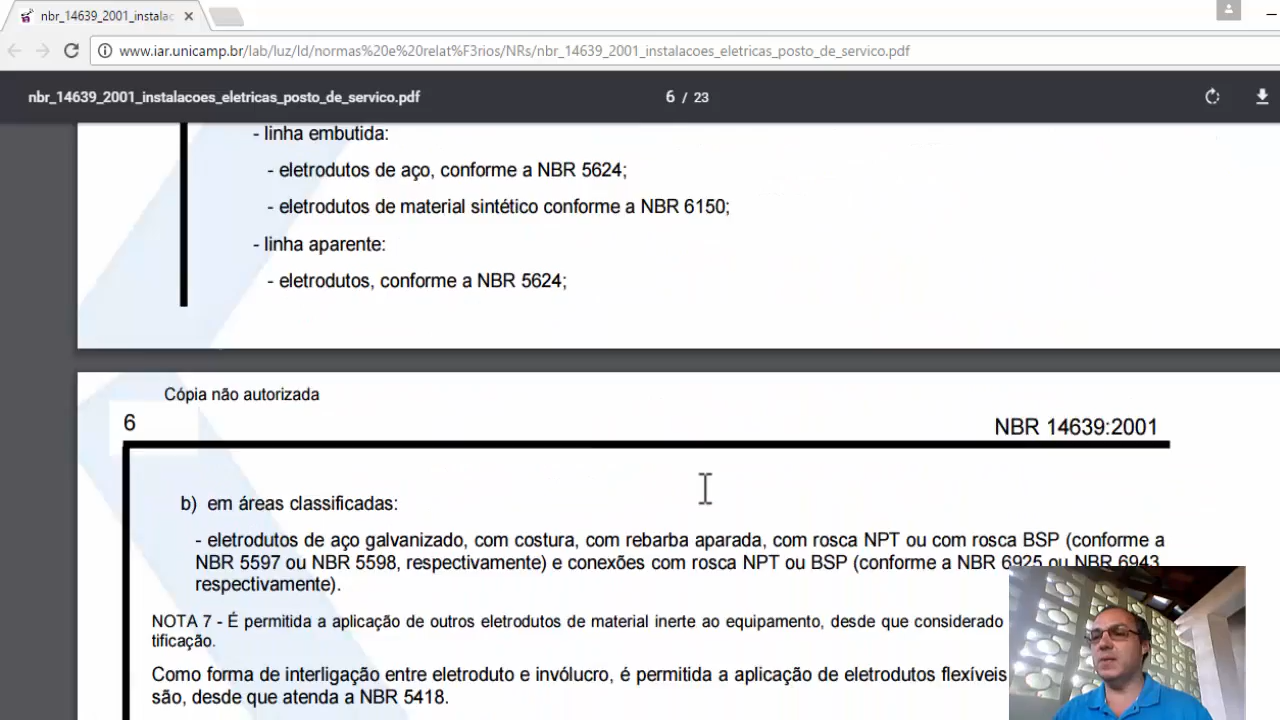 nbr_14639_2001_instalac
www.iar.unicamp.br/lab/luz/ld/normas%20e%20relat%F3rios/NRs/nbr_14639_2001_instalacoes_eletricas_posto_de_servico.pdf
nbr_14639_2001_instalacoes_eletricas_posto_de_servico.pdf 6 / 23
- linha embutida:
- eletrodutos de aço, conforme a NBR 5624;
- eletrodutos de material sintético conforme a NBR 6150;
- linha aparente:
- eletrodutos, conforme a NBR 5624;
Cópia não autorizada
6 NBR 14639:2001
b) em áreas classificadas:
- eletrodutos de aço galvanizado, com costura, com rebarba aparada, com rosca NPT ou com rosca BSP (conforme a
NBR 5597 ou NBR 5598, respectivamente) e conexões com rosca NPT ou BSP (conforme a NBR 6925 ou NBR 6943,
respectivamente).
NOTA 7 - É permitida a aplicação de outros eletrodutos de material inerte ao equipamento, desde que considerado
tificação.
Como forma de interligação entre eletroduto e invólucro, é permitida a aplicação de eletrodutos flexíveis
são, desde que atenda a NBR 5418.